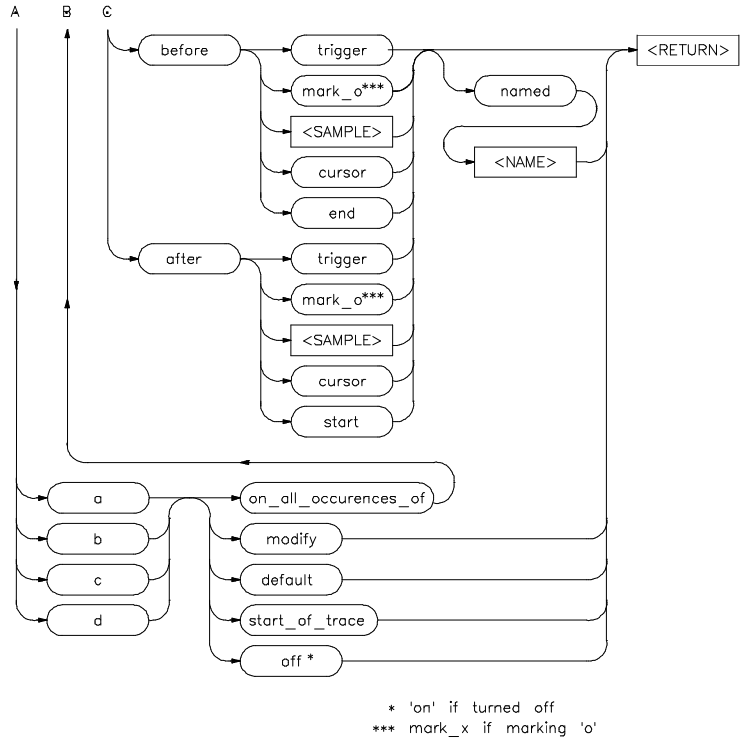 A B C
before trigger <RETURN>
mark_o*** named
<SAMPLE>
cursor <NAME>
end
after trigger
mark_o***
<SAMPLE>
cursor
start
a on_all_occurences_of
b modify
c default
d start_of_trace
off *
* 'on' if turned off
*** mark_x if marking 'o'